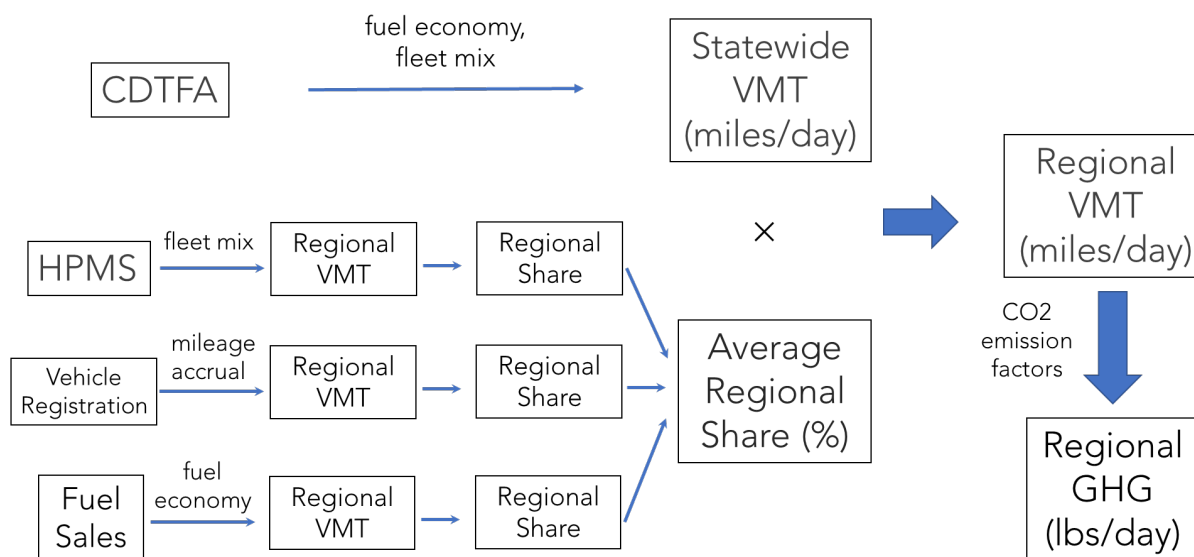 fuel economy,
fleet mix
CDTFA
Statewide
VMT
(miles/day)
Regional
VMT
(miles/day)
×
HPMS
fleet mix
Regional
VMT
Regional
Share
Vehicle
Registration
mileage
accrual
Regional
VMT
Regional
Share
Average
Regional
Share (%)
CO2
emission
factors
Fuel
Sales
fuel
economy
Regional
VMT
Regional
Share
Regional
GHG
(lbs/day)